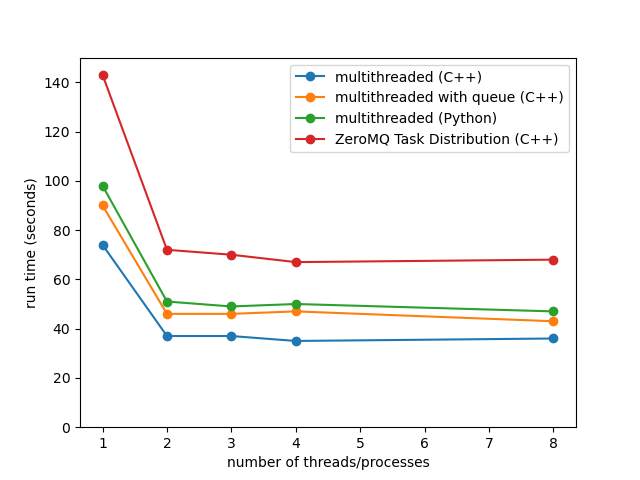 multithreaded (C++)
multithreaded with queue (C++)
multithreaded (Python)
ZeroMQ Task Distribution (C++)
run time (seconds)
140
120
100
80
60
40
20
0
1 2 3 4 5 6 7 8
number of threads/processes